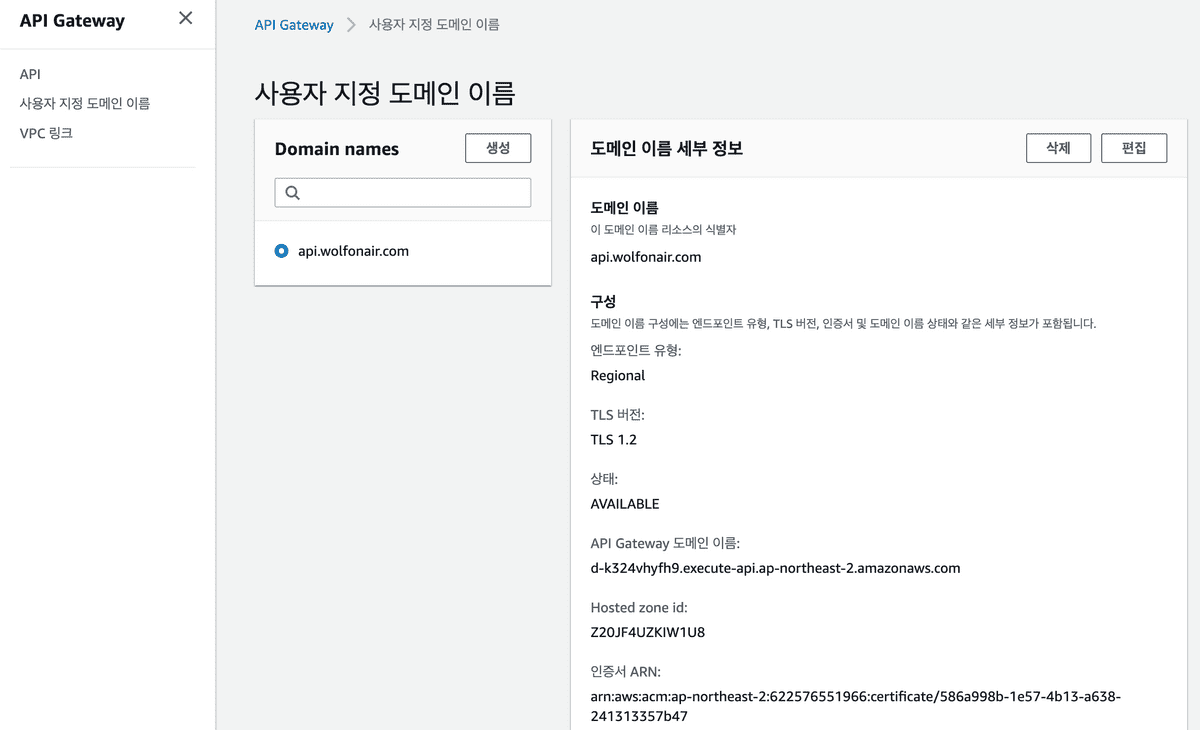 API Gateway
API
사용자 지정 도메인 이름
VPC 링크
API Gateway
사용자 지정 도메인 이름
사용자 지정 도메인 이름
Domain names
생성
api.wolfonair.com
도메인 이름 세부 정보
삭제
편집
도메인 이름
이 도메인 이름 리소스의 식별자
api.wolfonair.com
구성
도메인 이름 구성에는 엔드포인트 유형, TLS 버전, 인증서 및 도메인 이름 상태와 같은 세부 정보가 포함됩니다.
엔드포인트 유형:
Regional
TLS 버전:
TLS 1.2
상태:
AVAILABLE
API Gateway 도메인 이름:
d-k324vhyfh9.execute-api.ap-northeast-2.amazonaws.com
Hosted zone id:
Z20JF4UZKIW1U8
인증서 ARN:
arn:aws:acm:ap-northeast-2:622576551966:certificate/586a998b-1e57-4b13-a638-
241313357b47